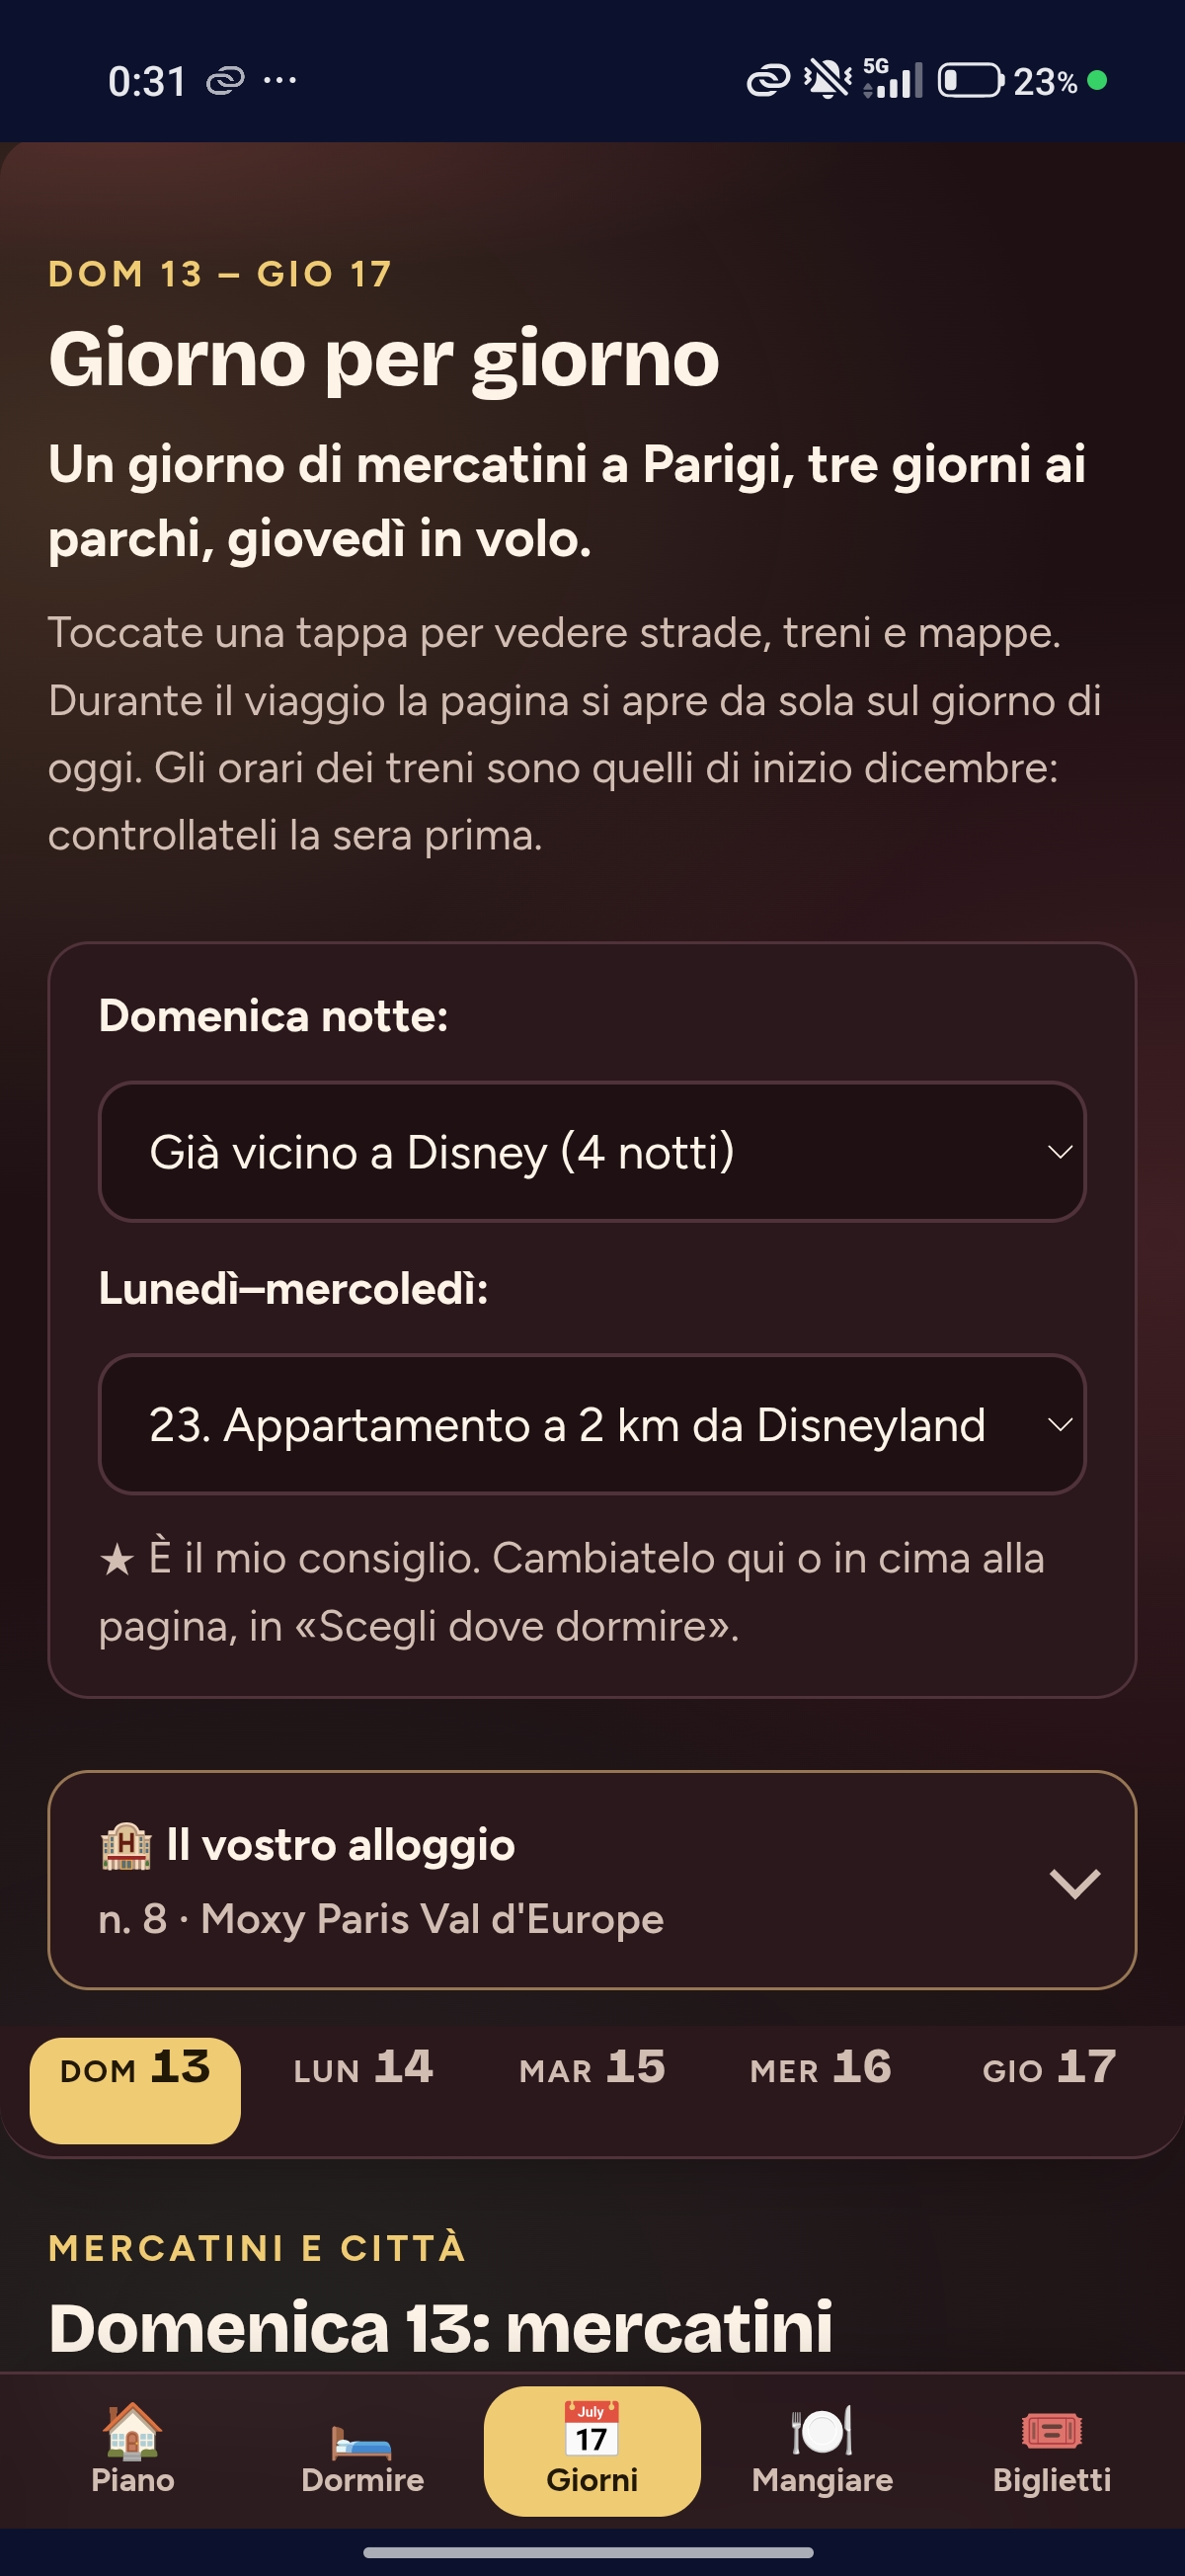 0:31 ... 5G 23%
DOM 13 – GIO 17
Giorno per giorno
Un giorno di mercatini a Parigi, tre giorni ai
parchi, giovedì in volo.
Toccate una tappa per vedere strade, treni e mappe.
Durante il viaggio la pagina si apre da sola sul giorno di
oggi. Gli orari dei treni sono quelli di inizio dicembre:
controllateli la sera prima.
Domenica notte:
Già vicino a Disney (4 notti)
Lunedì–mercoledì:
23. Appartamento a 2 km da Disneyland
★ È il mio consiglio. Cambiatelo qui o in cima alla
pagina, in «Scegli dove dormire».
H Il vostro alloggio
n. 8 · Moxy Paris Val d'Europe
DOM 13 LUN 14 MAR 15 MER 16 GIO 17
MERCATINI E CITTÀ
Domenica 13: mercatini
July
17
Piano Dormire Giorni Mangiare Biglietti